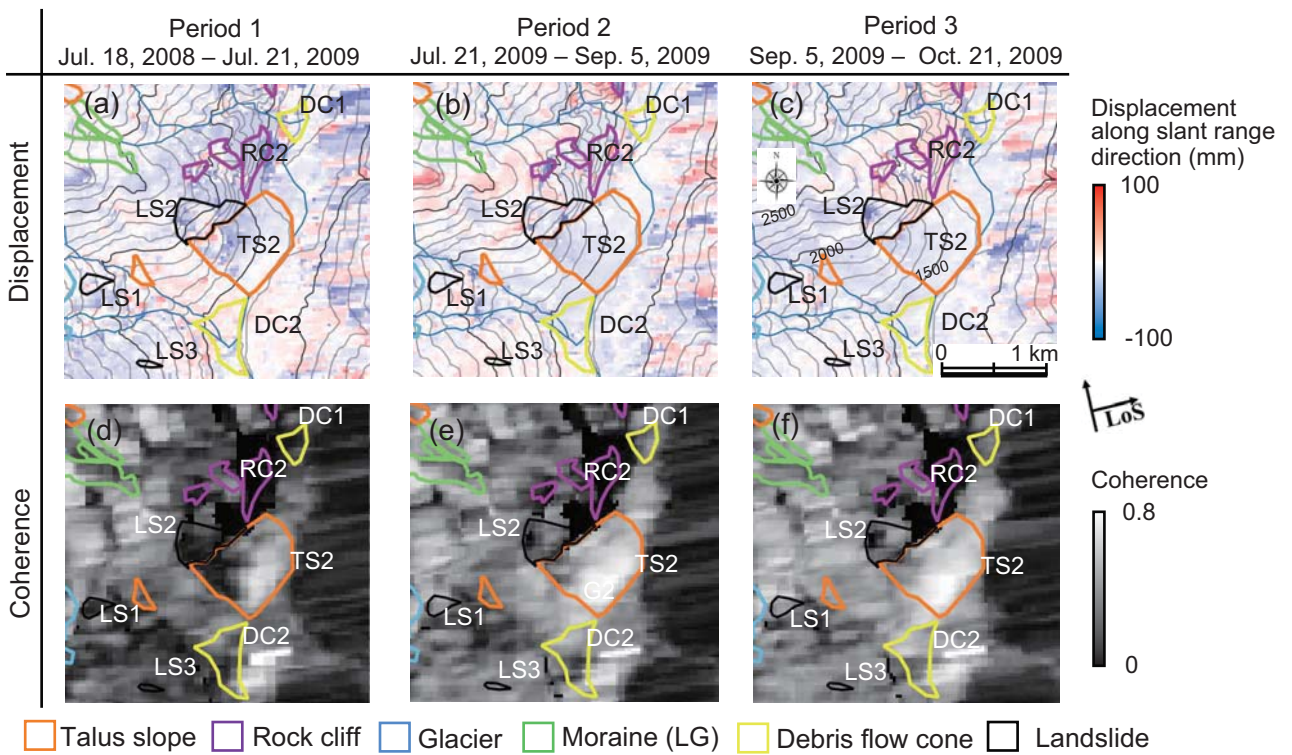 Period 1
Jul. 18, 2008 – Jul. 21, 2009
Period 2
Jul. 21, 2009 – Sep. 5, 2009
Period 3
Sep. 5, 2009 – Oct. 21, 2009
Displacement
(a)
DC1
RC2
LS2
TS2
LS1
DC2
LS3
(b)
DC1
RC2
LS2
TS2
LS1
DC2
LS3
(c)
DC1
N
RC2
2500
LS2
2000
TS2
1500
LS1
DC2
LS3
0 1 km
Displacement
along slant range
direction (mm)
100
-100
LoS
Coherence
(d)
DC1
RC2
LS2
TS2
LS1
DC2
LS3
(e)
DC1
RC2
LS2
TS2
G2
LS1
DC2
LS3
(f)
DC1
RC2
LS2
TS2
LS1
DC2
LS3
Coherence
0.8
0
Talus slope
Rock cliff
Glacier
Moraine (LG)
Debris flow cone
Landslide